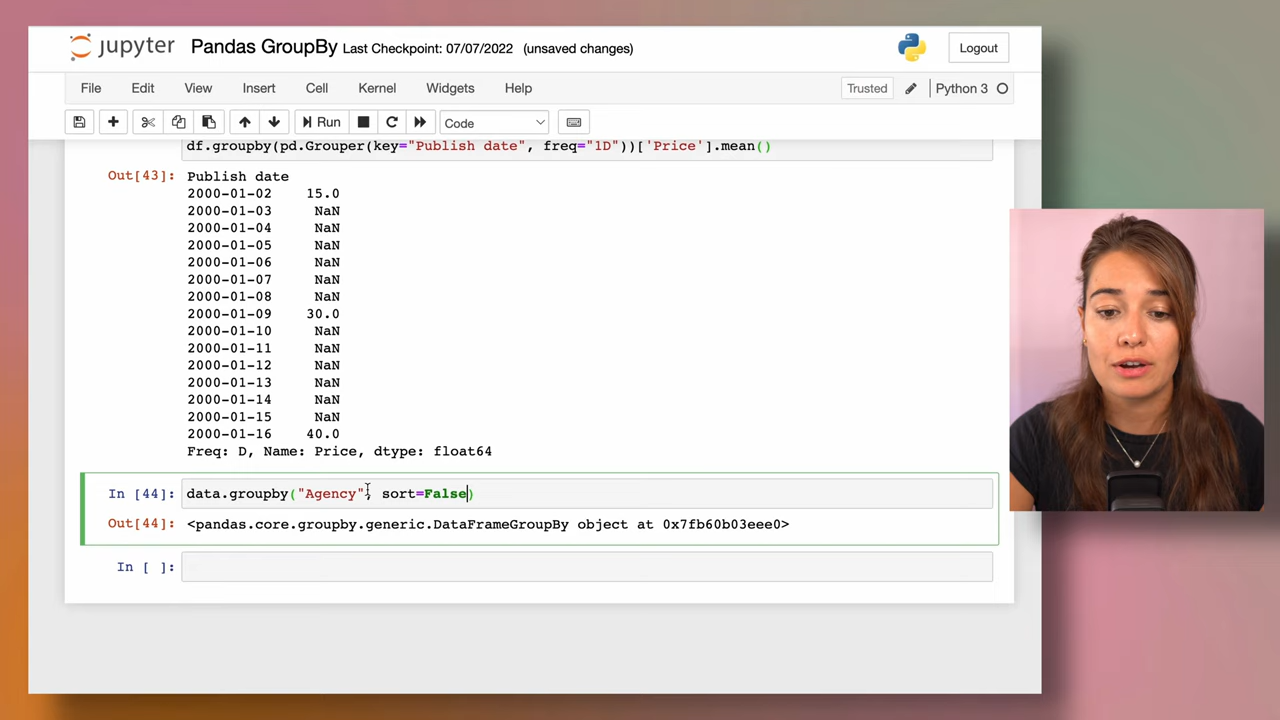 jupyter Pandas GroupBy Last Checkpoint: 07/07/2022 (unsaved changes) Logout
File Edit View Insert Cell Kernel Widgets Help Trusted Python 3
Run Code
df.groupby(pd.Grouper(key="Publish date", freq="1D"))['Price'].mean()
Out[43]: Publish date
2000-01-02 15.0
2000-01-03 NaN
2000-01-04 NaN
2000-01-05 NaN
2000-01-06 NaN
2000-01-07 NaN
2000-01-08 NaN
2000-01-09 30.0
2000-01-10 NaN
2000-01-11 NaN
2000-01-12 NaN
2000-01-13 NaN
2000-01-14 NaN
2000-01-15 NaN
2000-01-16 40.0
Freq: D, Name: Price, dtype: float64
In [44]: data.groupby("Agency", sort=False)
Out[44]: <pandas.core.groupby.generic.DataFrameGroupBy object at 0x7fb60b03eee0>
In [ ]: